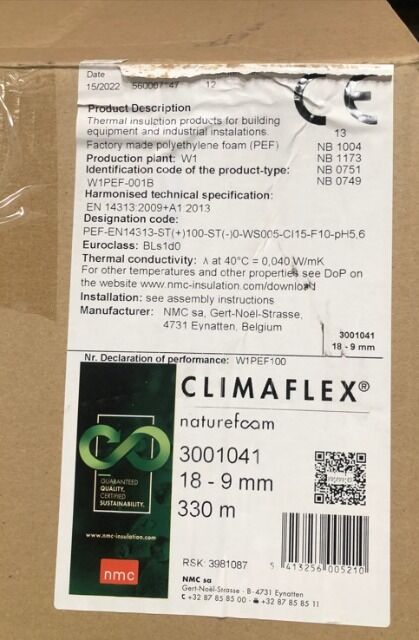 Date
15/2022 12
CE
Product Description
Thermal insulation products for building
equipment and industrial instalations.
13
Factory made polyethylene foam (PEF)
NB 1004
Production plant: W1
NB 1173
Identification code of the product-type:
NB 0751
W1PEF-001B
NB 0749
Harmonised technical specification:
EN 14313:2009+A1:2013
Designation code:
PEF-EN14313-ST(+)100-ST(-)0-WS005-Cl15-F10-pH5,6
Euroclass: BLs1d0
Thermal conductivity: λ at 40°C = 0,040 W/mK
For other temperatures and other properties see DoP on
the website www.nmc-insulation.com/download
Installation: see assembly instructions
Manufacturer: NMC sa, Gert-Noël-Strasse,
4731 Eynatten, Belgium
3001041
18 - 9 mm
Nr. Declaration of performance: W1PEF100
CLIMAFLEX®
naturefoam
3001041
18 - 9 mm
330 m
GUARANTEED
QUALITY,
CERTIFIED
SUSTAINABILITY.
www.nmc-insulation.com
nmc
RSK: 3981087
5 413256 005210
NMC sa
Gert-Noël-Strasse · B-4731 Eynatten
+32 87 85 85 00 · +32 87 85 85 11